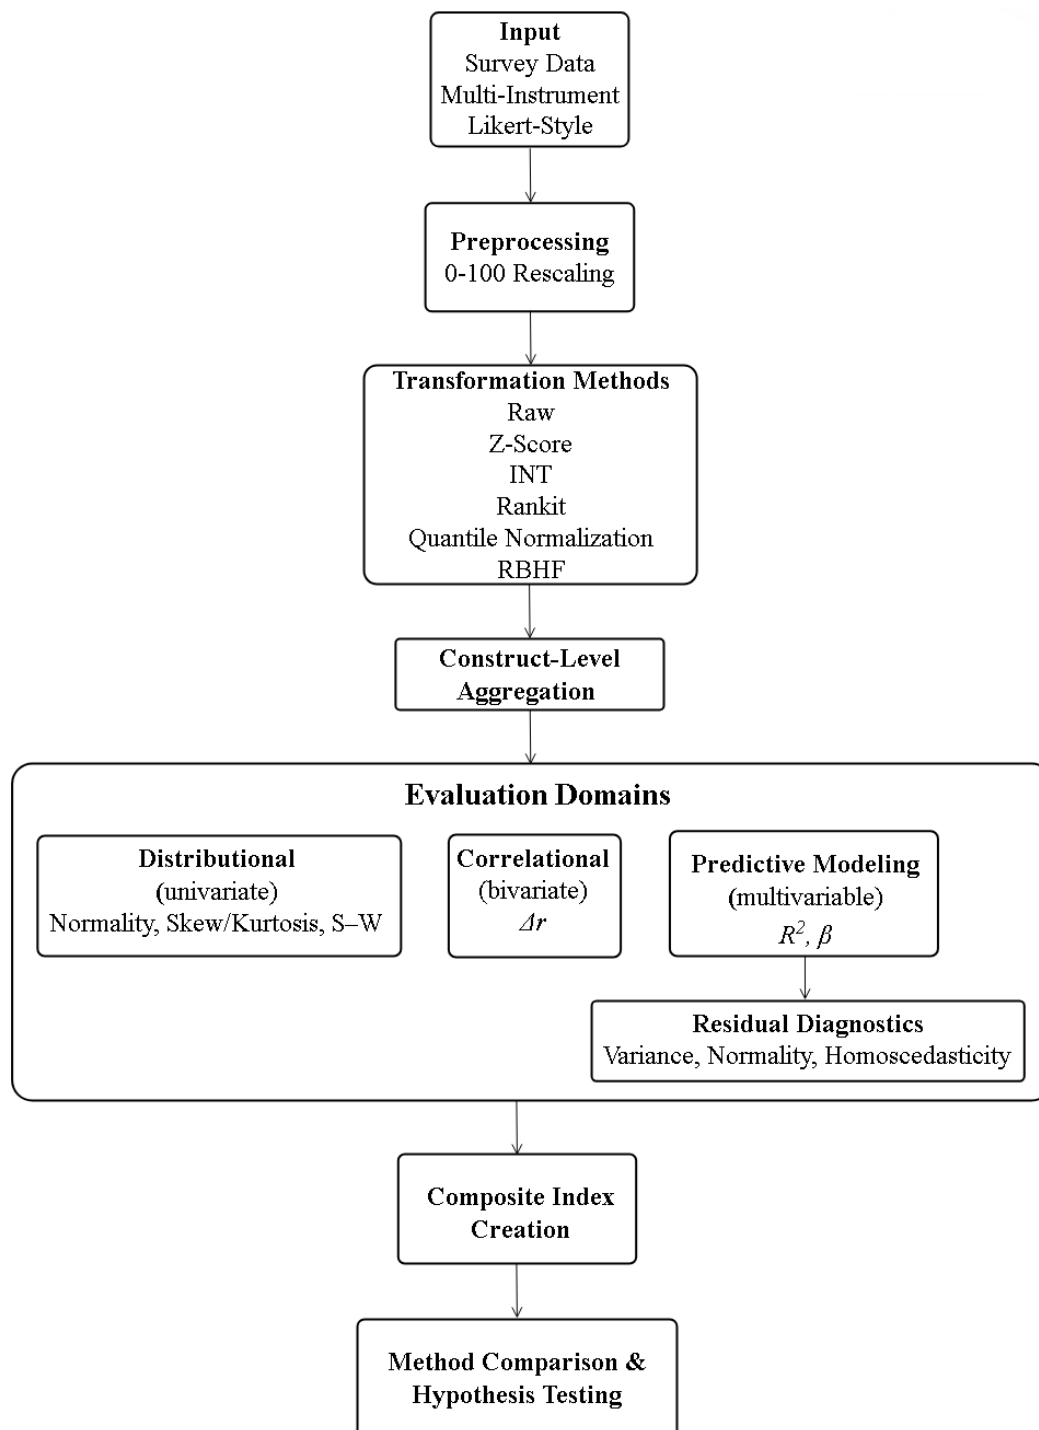 Input
Survey Data
Multi-Instrument
Likert-Style
Preprocessing
0-100 Rescaling
Transformation Methods
Raw
Z-Score
INT
Rankit
Quantile Normalization
RBHF
Construct-Level
Aggregation
Evaluation Domains
Distributional
(univariate)
Normality, Skew/Kurtosis, S–W
Correlational
(bivariate)
Δr
Predictive Modeling
(multivariable)
R², β
Residual Diagnostics
Variance, Normality, Homoscedasticity
Composite Index
Creation
Method Comparison &
Hypothesis Testing